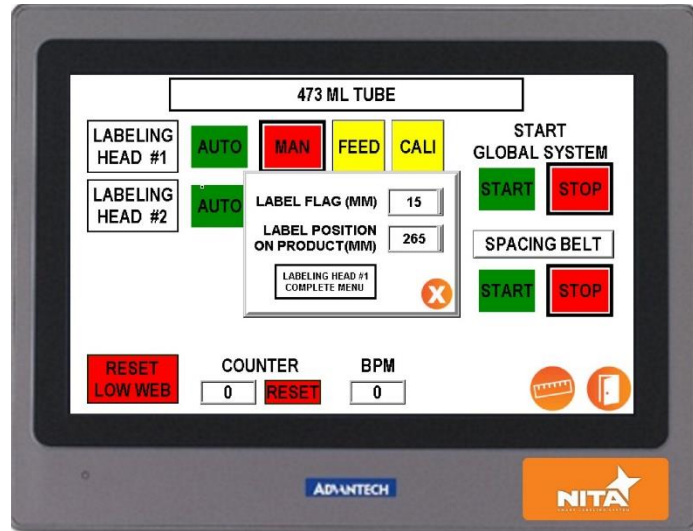 473 ML TUBE
LABELING
HEAD #1
AUTO
MAN
FEED
CALI
START
GLOBAL SYSTEM
START
STOP
LABELING
HEAD #2
AUTO
LABEL FLAG (MM)
15
LABEL POSITION
ON PRODUCT(MM)
265
LABELING HEAD #1
COMPLETE MENU
X
SPACING BELT
START
STOP
RESET
LOW WEB
COUNTER
0
RESET
BPM
0
ADVANTECH
NITA